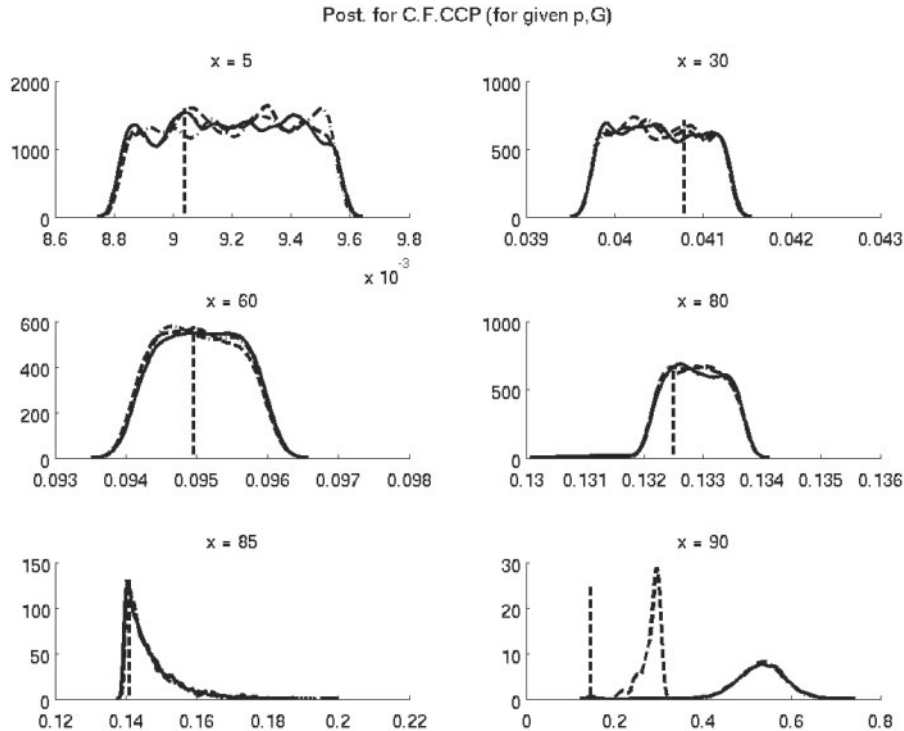 Post. for C.F.CCP (for given p,G)
x = 5
2000
1000
0
8.6 8.8 9 9.2 9.4 9.6 9.8
x 10^-3
x = 30
1000
500
0
0.039 0.04 0.041 0.042 0.043
x = 60
600
400
200
0
0.093 0.094 0.095 0.096 0.097 0.098
x = 80
1000
500
0
0.13 0.131 0.132 0.133 0.134 0.135 0.136
x = 85
150
100
50
0
0.12 0.14 0.16 0.18 0.2 0.22
x = 90
30
20
10
0
0 0.2 0.4 0.6 0.8